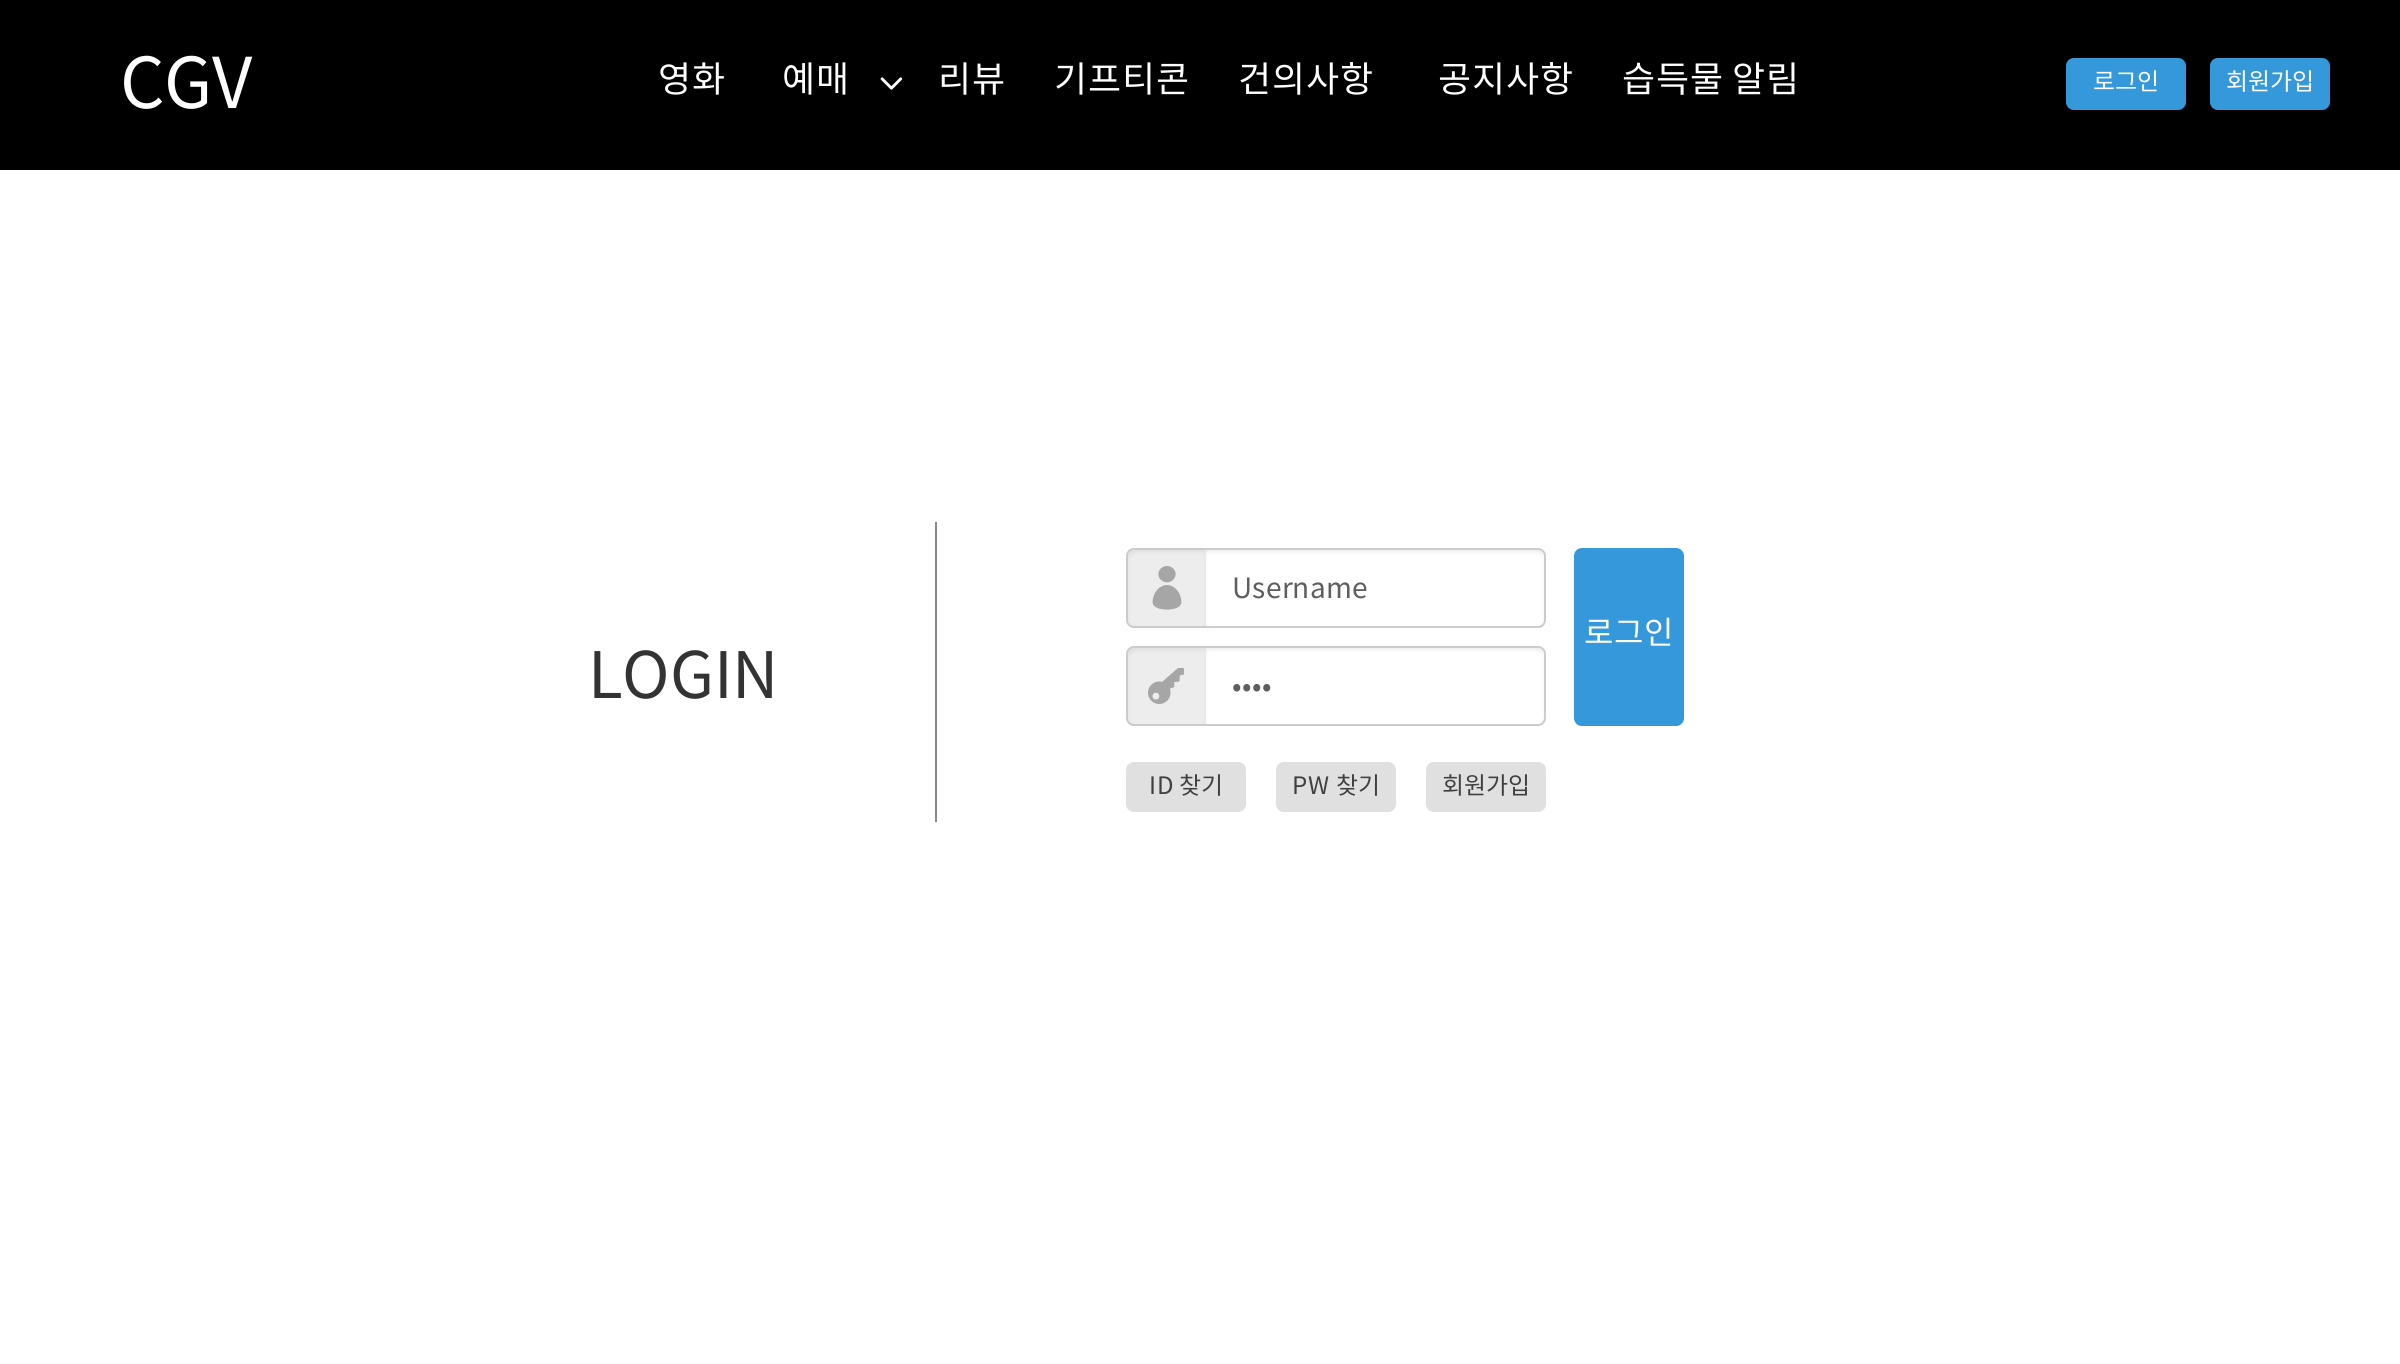 CGV 영화 예매 리뷰 기프티콘 건의사항 공지사항 습득물 알림 로그인 회원가입
LOGIN
Username
••••
로그인
ID 찾기 PW 찾기 회원가입